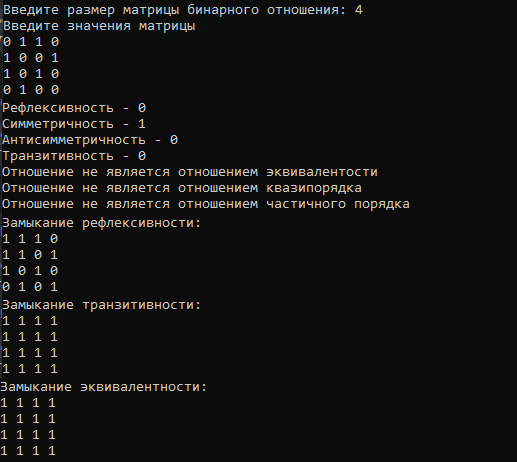 Введите размер матрицы бинарного отношения: 4
Введите значения матрицы
0 1 1 0
1 0 0 1
1 0 1 0
0 1 0 0
Рефлексивность - 0
Симметричность - 1
Антисимметричность - 0
Транзитивность - 0
Отношение не является отношением эквивалентости
Отношение не является отношением квазипорядка
Отношение не является отношением частичного порядка
Замыкание рефлексивности:
1 1 1 0
1 1 0 1
1 0 1 0
0 1 0 1
Замыкание транзитивности:
1 1 1 1
1 1 1 1
1 1 1 1
1 1 1 1
Замыкание эквивалентности:
1 1 1 1
1 1 1 1
1 1 1 1
1 1 1 1